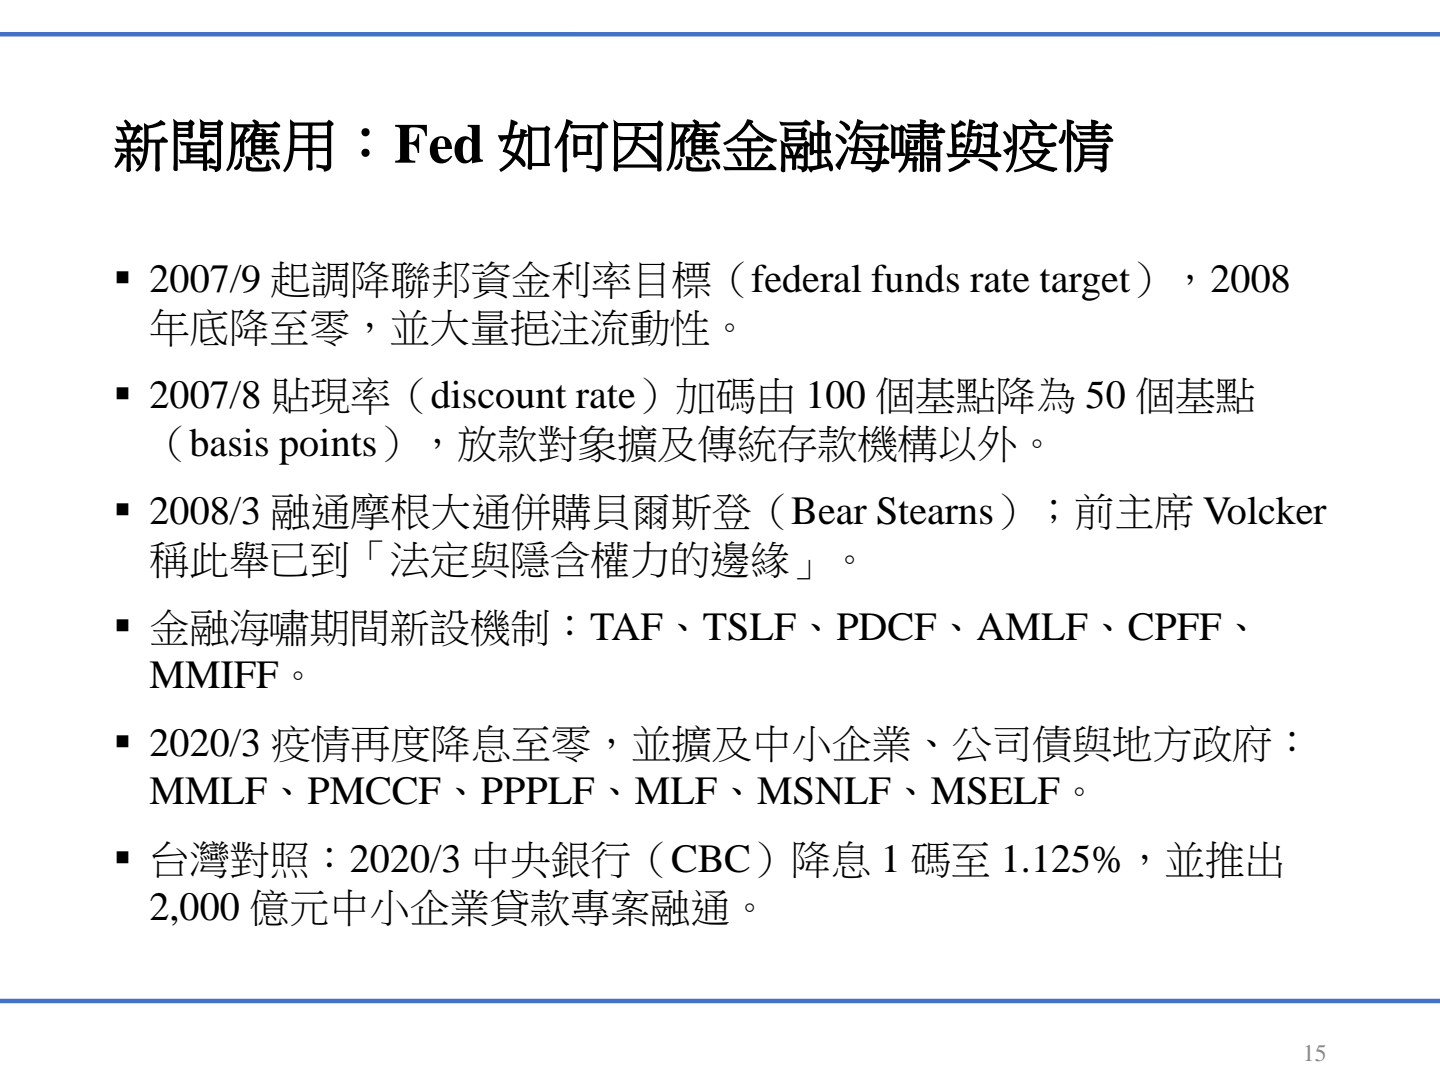 新聞應用：Fed 如何因應金融海嘯與疫情
▪ 2007/9 起調降聯邦資金利率目標（federal funds rate target），2008
年底降至零，並大量挹注流動性。
▪ 2007/8 貼現率（discount rate）加碼由 100 個基點降為 50 個基點
（basis points），放款對象擴及傳統存款機構以外。
▪ 2008/3 融通摩根大通併購貝爾斯登（Bear Stearns）；前主席 Volcker
稱此舉已到「法定與隱含權力的邊緣」。
▪ 金融海嘯期間新設機制：TAF、TSLF、PDCF、AMLF、CPFF、
MMIFF。
▪ 2020/3 疫情再度降息至零，並擴及中小企業、公司債與地方政府：
MMLF、PMCCF、PPPLF、MLF、MSNLF、MSELF。
▪ 台灣對照：2020/3 中央銀行（CBC）降息 1 碼至 1.125%，並推出
2,000 億元中小企業貸款專案融通。
15